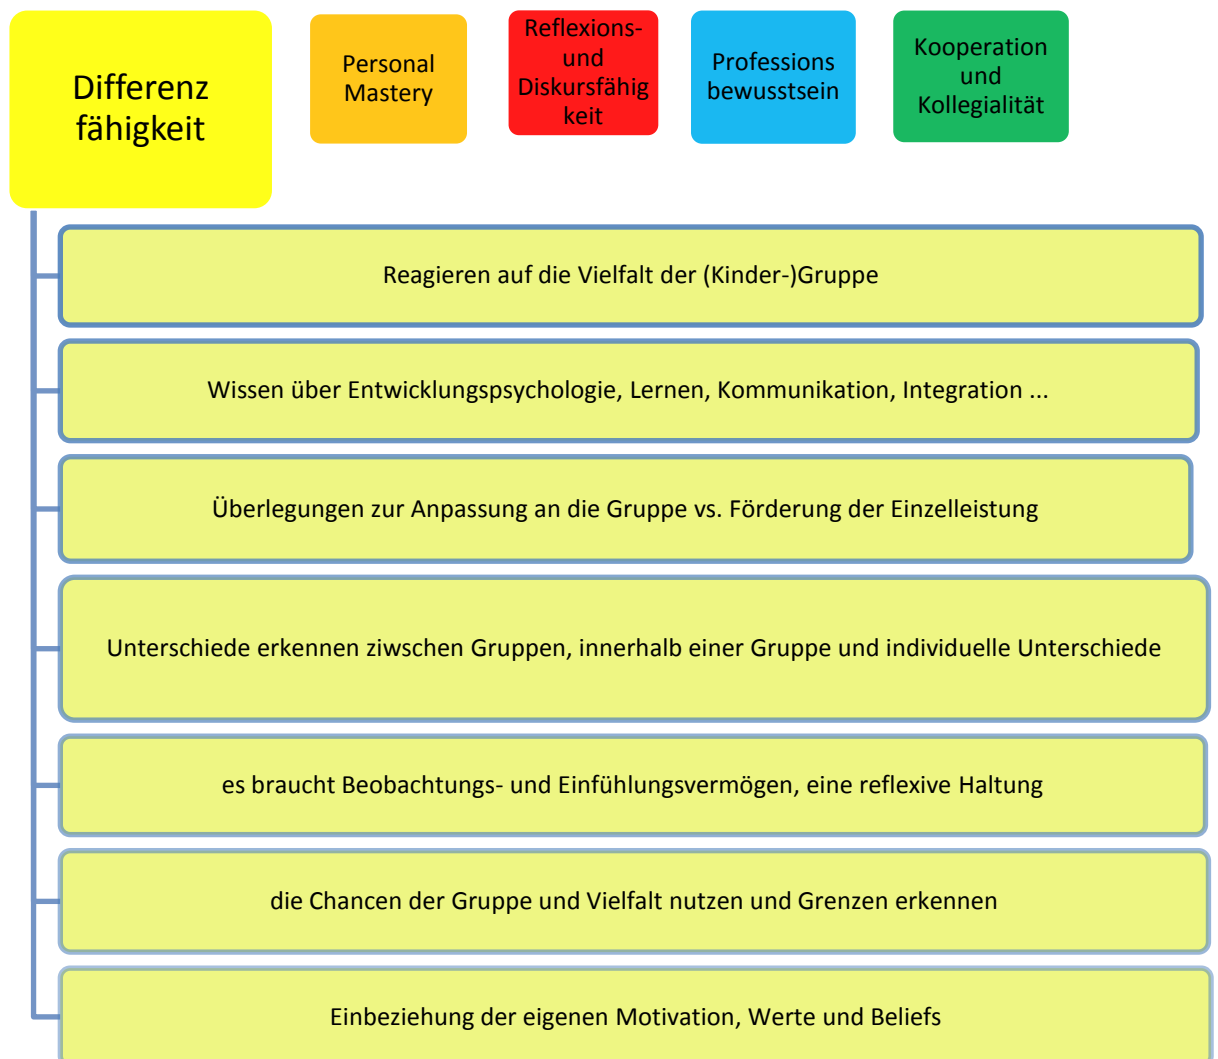 Differenz
fähigkeit
Personal
Mastery
Reflexions-
und
Diskursfähig
keit
Professions
bewusstsein
Kooperation
und
Kollegialität
Reagieren auf die Vielfalt der (Kinder-)Gruppe
Wissen über Entwicklungspsychologie, Lernen, Kommunikation, Integration ...
Überlegungen zur Anpassung an die Gruppe vs. Förderung der Einzelleistung
Unterschiede erkennen ziwschen Gruppen, innerhalb einer Gruppe und individuelle Unterschiede
es braucht Beobachtungs- und Einfühlungsvermögen, eine reflexive Haltung
die Chancen der Gruppe und Vielfalt nutzen und Grenzen erkennen
Einbeziehung der eigenen Motivation, Werte und Beliefs